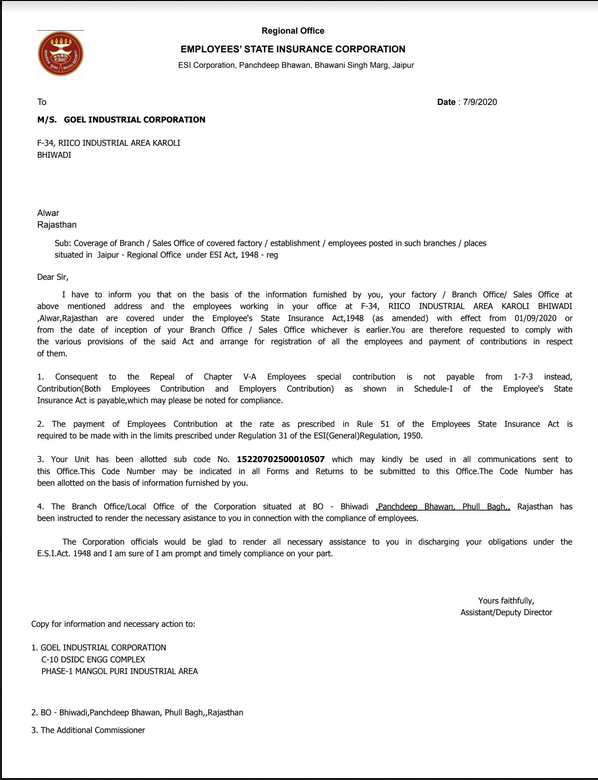 Regional Office
EMPLOYEES' STATE INSURANCE CORPORATION
ESI Corporation, Panchdeep Bhawan, Bhawani Singh Marg, Jaipur
To
Date : 7/9/2020
M/S. GOEL INDUSTRIAL CORPORATION
F-34, RIICO INDUSTRIAL AREA KAROLI
BHIWADI
Alwar
Rajasthan
Sub: Coverage of Branch / Sales Office of covered factory / establishment / employees posted in such branches / places
situated in Jaipur - Regional Office under ESI Act, 1948 - reg
Dear Sir,
I have to inform you that on the basis of the information furnished by you, your factory / Branch Office/ Sales Office at
above mentioned address and the employees working in your office at F-34, RIICO INDUSTRIAL AREA KAROLI BHIWADI
,Alwar,Rajasthan are covered under the Employee's State Insurance Act,1948 (as amended) with effect from 01/09/2020 or
from the date of inception of your Branch Office / Sales Office whichever is earlier.You are therefore requested to comply with
the various provisions of the said Act and arrange for registration of all the employees and payment of contributions in respect
of them.
1. Consequent to the Repeal of Chapter V-A Employees special contribution is not payable from 1-7-3 instead,
Contribution(Both Employees Contribution and Employers Contribution) as shown in Schedule-I of the Employee's State
Insurance Act is payable,which may please be noted for compliance.
2. The payment of Employees Contribution at the rate as prescribed in Rule 51 of the Employees State Insurance Act is
required to be made with in the limits prescribed under Regulation 31 of the ESI(General)Regulation, 1950.
3. Your Unit has been allotted sub code No. 15220702500010507 which may kindly be used in all communications sent to
this Office.This Code Number may be indicated in all Forms and Returns to be submitted to this Office.The Code Number has
been allotted on the basis of information furnished by you.
4. The Branch Office/Local Office of the Corporation situated at BO - Bhiwadi ,Panchdeep Bhawan, Phull Bagh,, Rajasthan has
been instructed to render the necessary asistance to you in connection with the compliance of employees.
The Corporation officials would be glad to render all necessary assistance to you in discharging your obligations under the
E.S.I.Act. 1948 and I am sure of I am prompt and timely compliance on your part.
Yours faithfully,
Assistant/Deputy Director
Copy for information and necessary action to:
1. GOEL INDUSTRIAL CORPORATION
C-10 DSIDC ENGG COMPLEX
PHASE-1 MANGOL PURI INDUSTRIAL AREA
2. BO - Bhiwadi,Panchdeep Bhawan, Phull Bagh,,Rajasthan
3. The Additional Commissioner